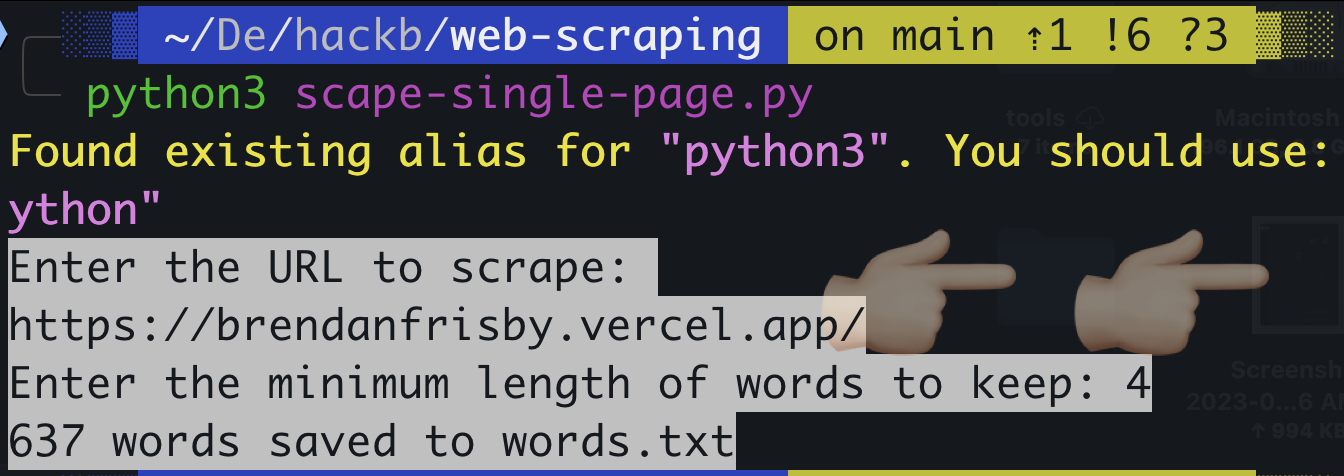 ~/De/hackb/web-scraping on main ⇡1 !6 ?3
python3 scape-single-page.py
Found existing alias for "python3". You should use:
ython"
Enter the URL to scrape:
https://brendanfrisby.vercel.app/
Enter the minimum length of words to keep: 4
637 words saved to words.txt
tools
Macintosh
Screensh
2023-0...6 AM
994 KB